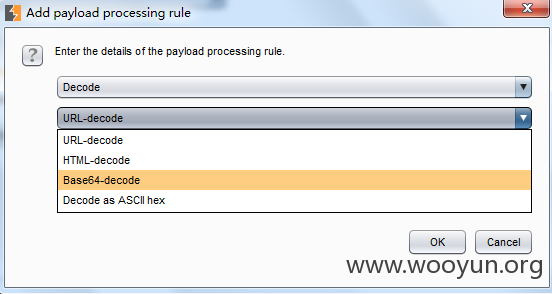 Add payload processing rule
Enter the details of the payload processing rule.
Decode
URL-decode
URL-decode
HTML-decode
Base64-decode
Decode as ASCII hex
OK Cancel
www.wooyun.org